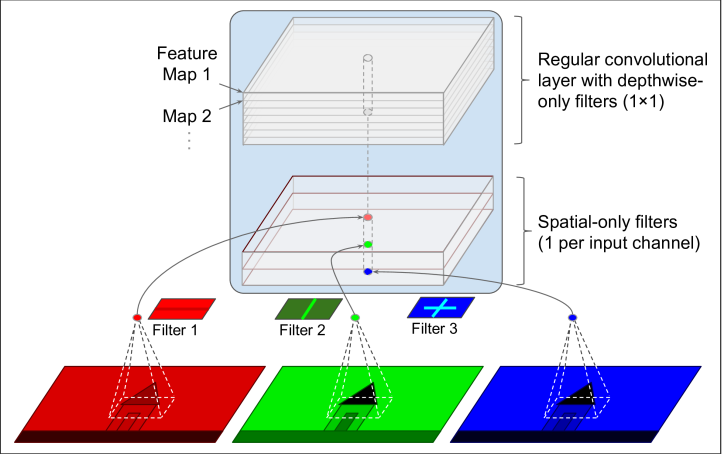 Feature
Map 1
Map 2
⋮
Regular convolutional
layer with depthwise-
only filters (1×1)
Spatial-only filters
(1 per input channel)
Filter 1
Filter 2
Filter 3